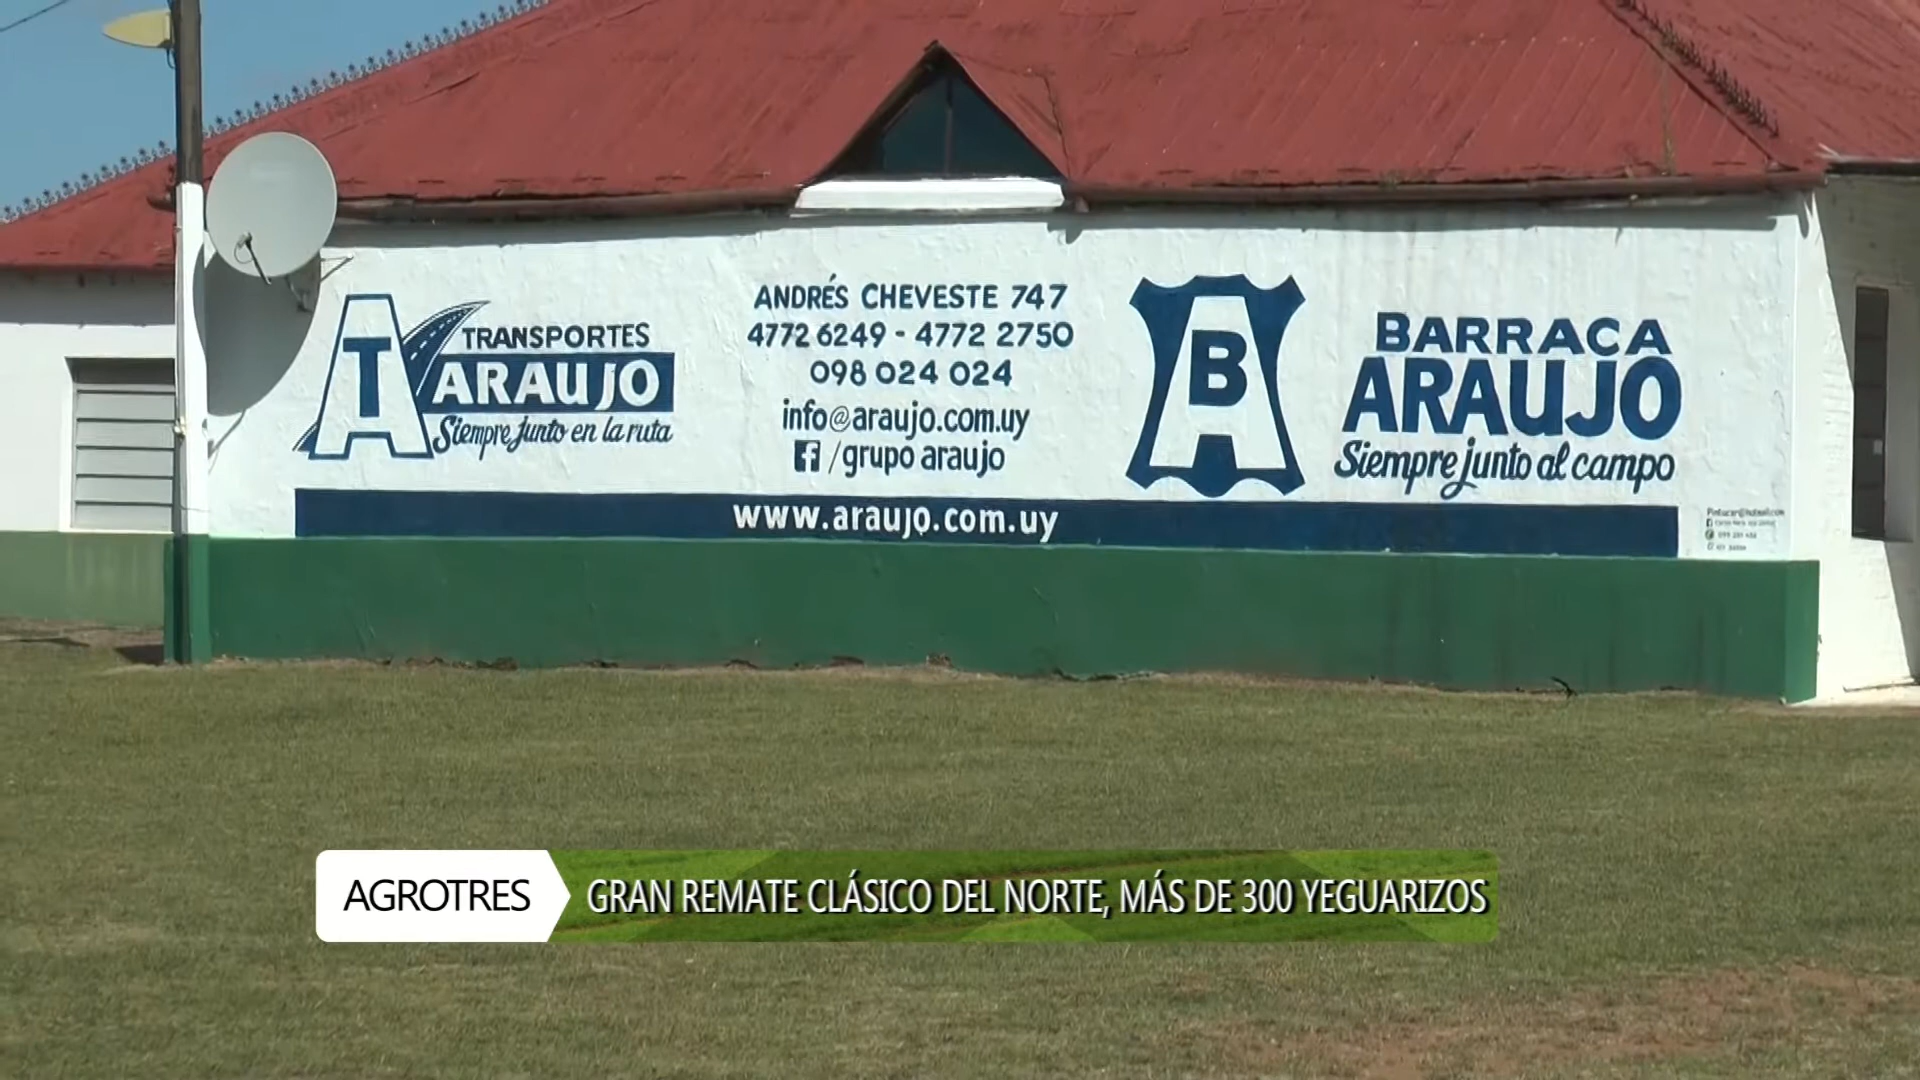 T
A
TRANSPORTES
ARAUJO
Siempre junto en la ruta
ANDRÉS CHEVESTE 747
4772 6249 - 4772 2750
098 024 024
info@araujo.com.uy
/grupo araujo
B
A
BARRACA
ARAUJO
Siempre junto al campo
www.araujo.com.uy
AGROTRES
GRAN REMATE CLÁSICO DEL NORTE, MÁS DE 300 YEGUARIZOS